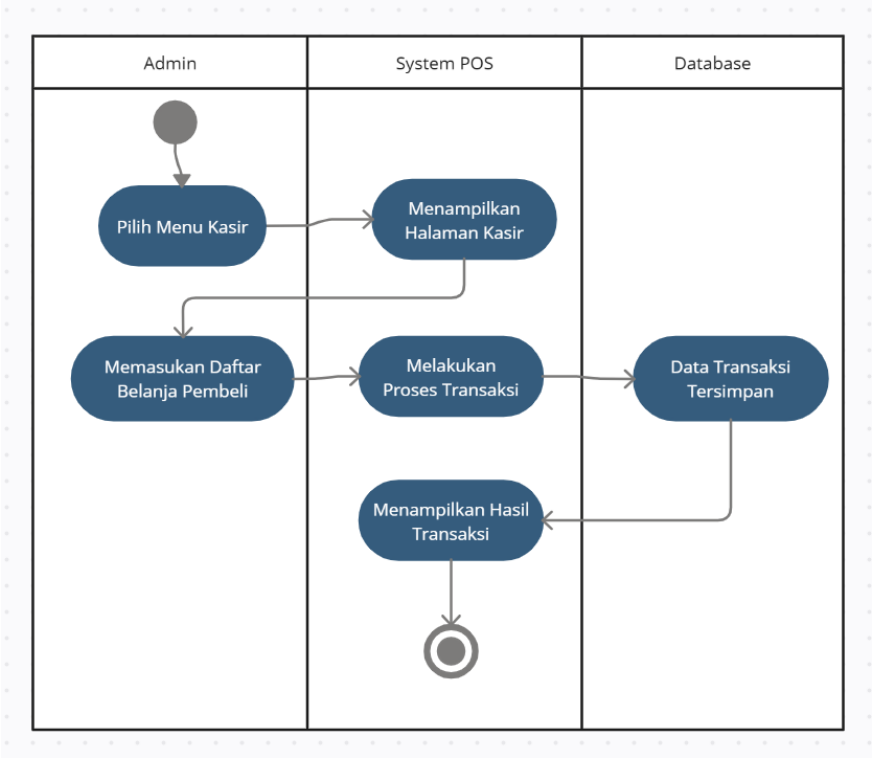 Admin
System POS
Database
Pilih Menu Kasir
Menampilkan
Halaman Kasir
Memasukan Daftar
Belanja Pembeli
Melakukan
Proses Transaksi
Data Transaksi
Tersimpan
Menampilkan Hasil
Transaksi